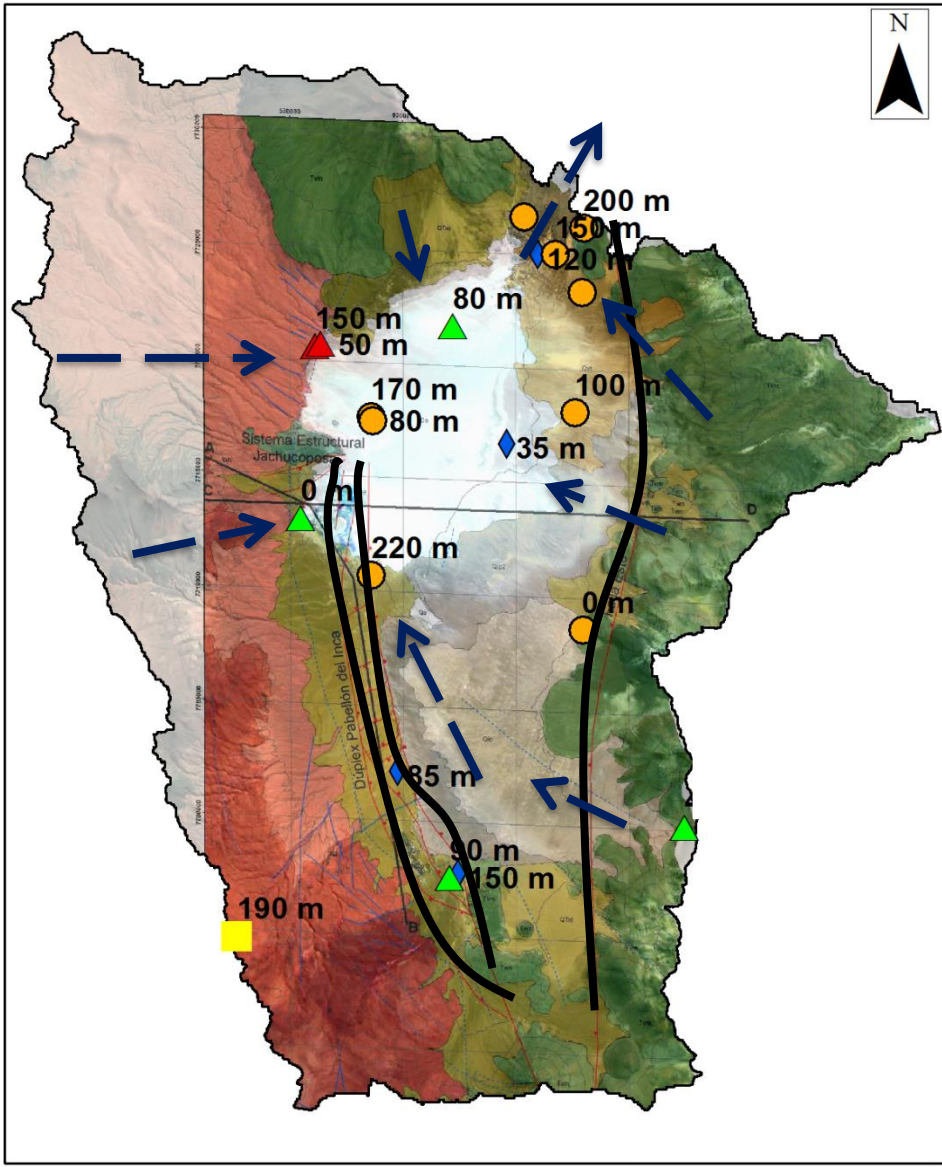 N
200 m
150 m
120 m
80 m
150 m
50 m
170 m
80 m
100 m
35 m
Sistema Estructural
Jachucoposa
A
C
D
0 m
220 m
0 m
Dúplex Pabellón del Inca
85 m
90 m
150 m
190 m
B